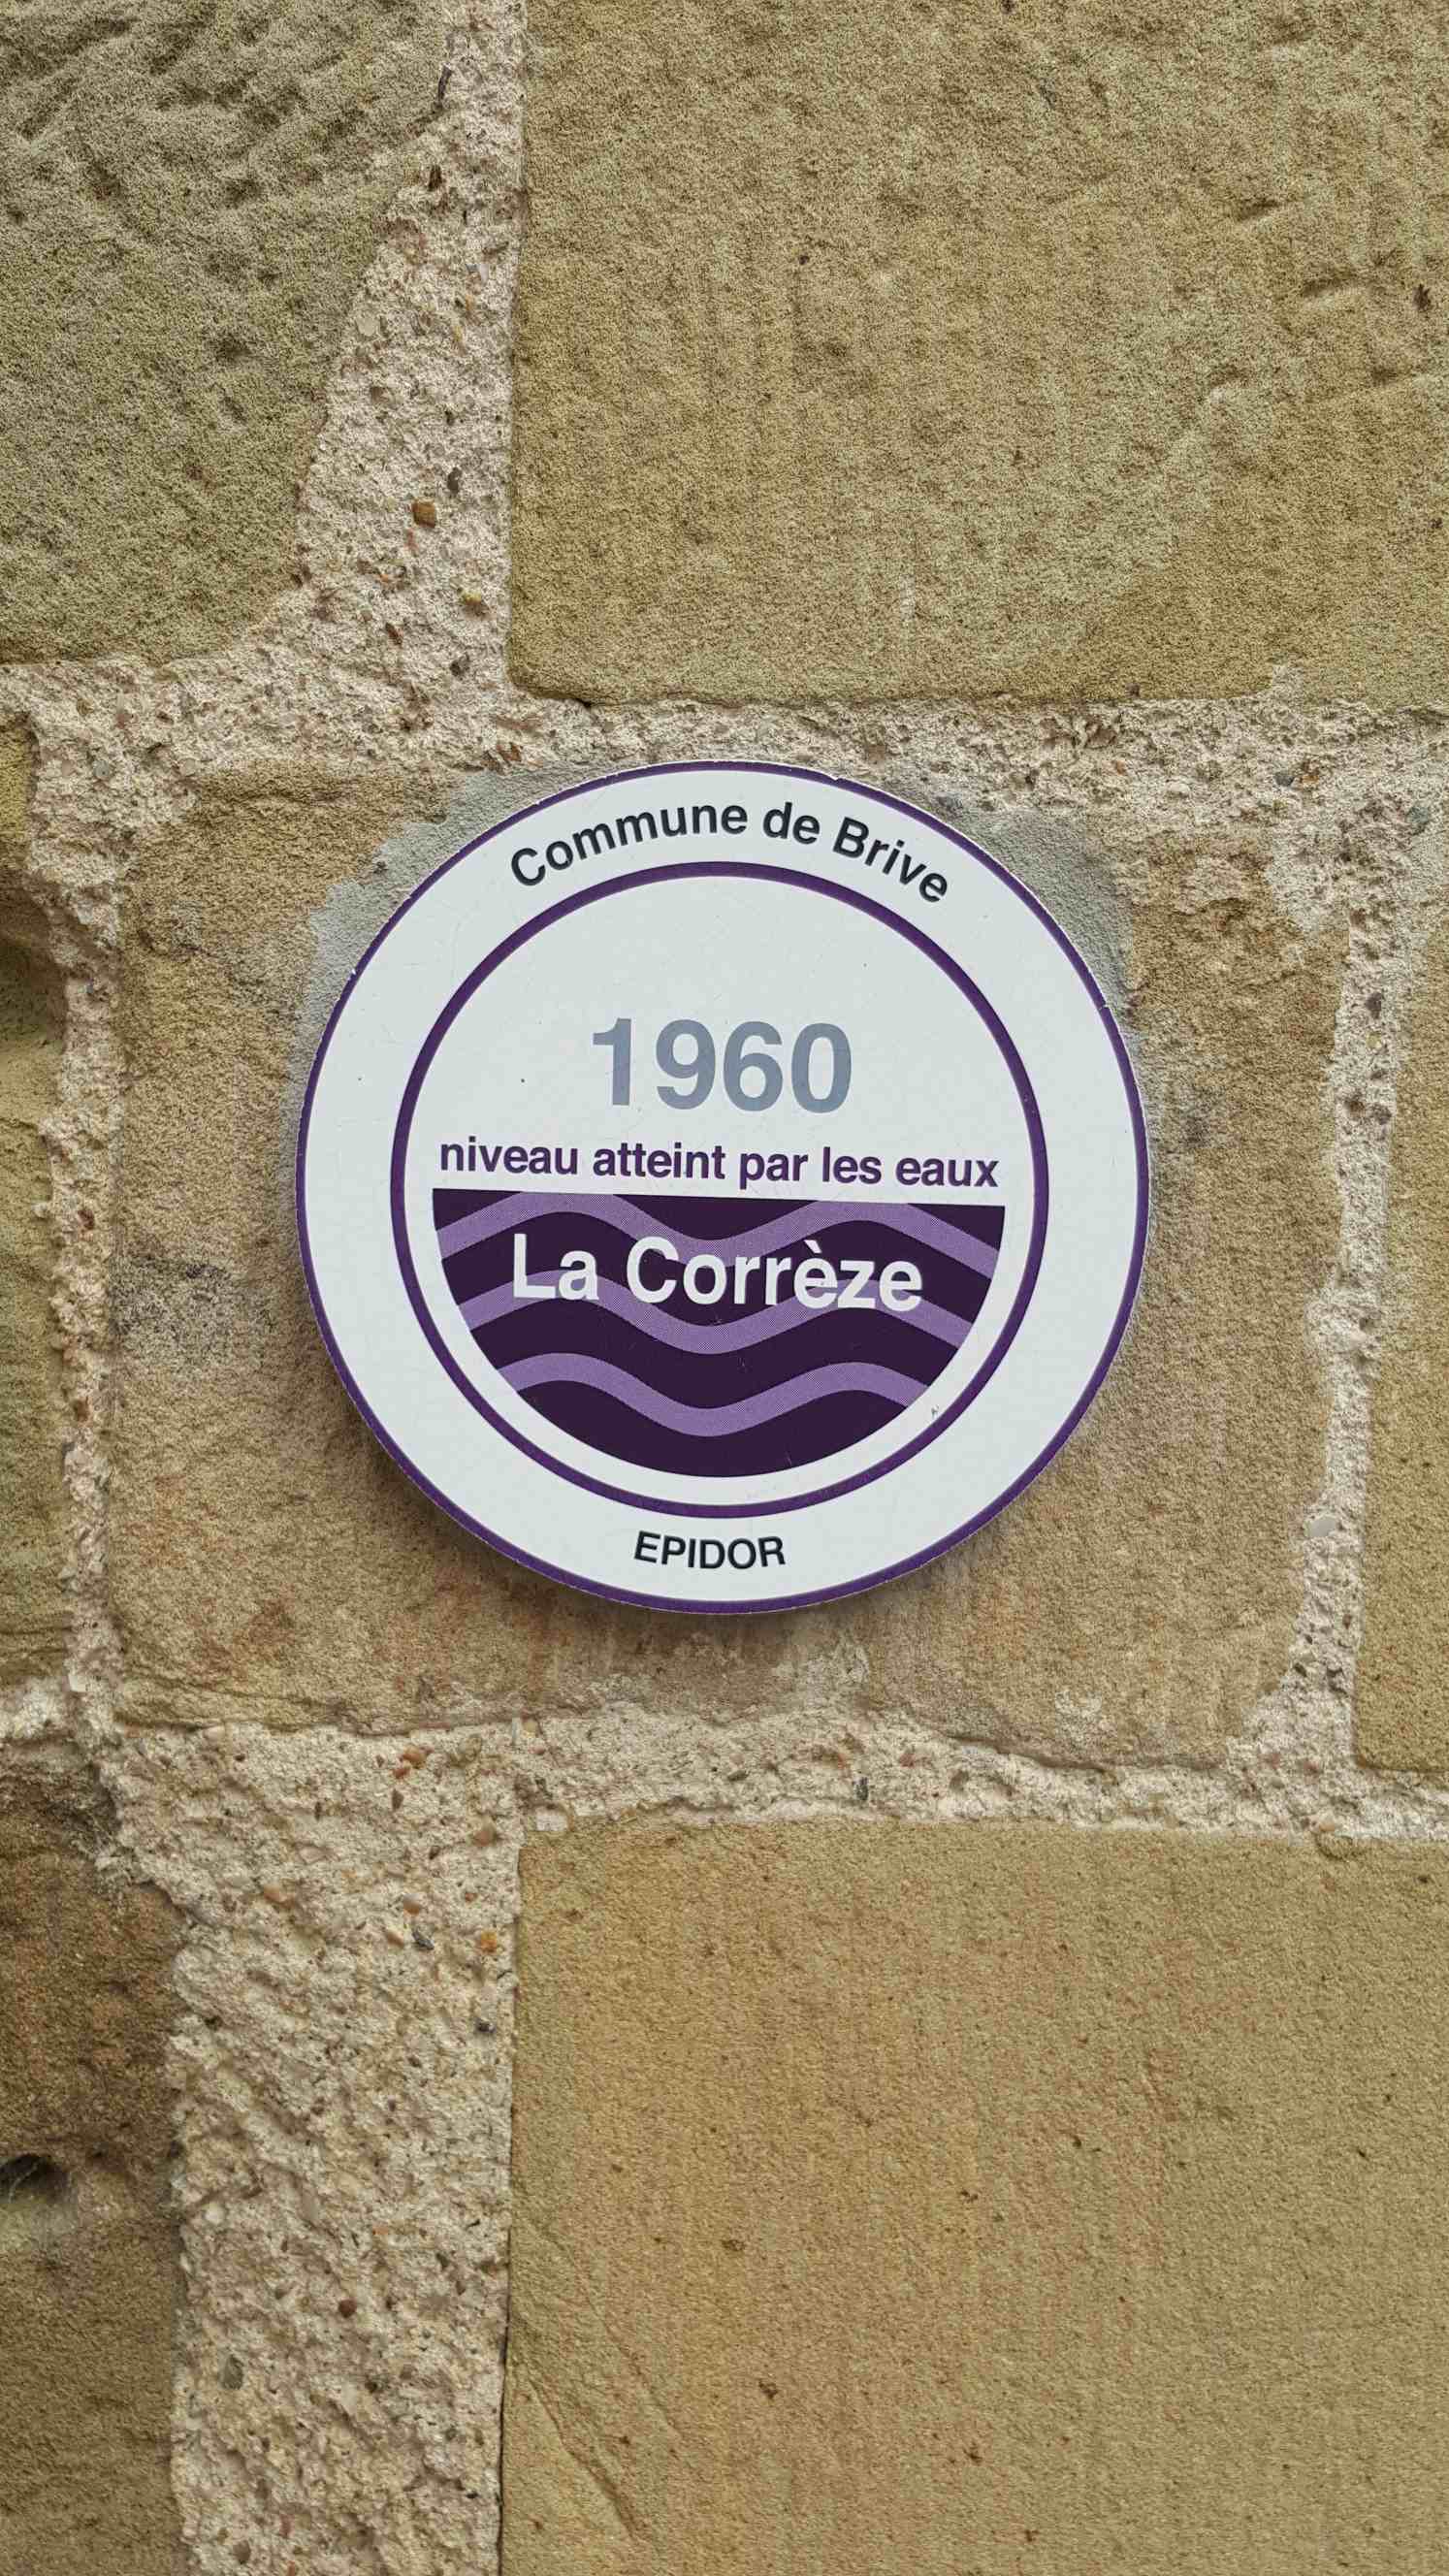 Commune de Brive
1960
niveau atteint par les eaux
La Corrèze
EPIDOR